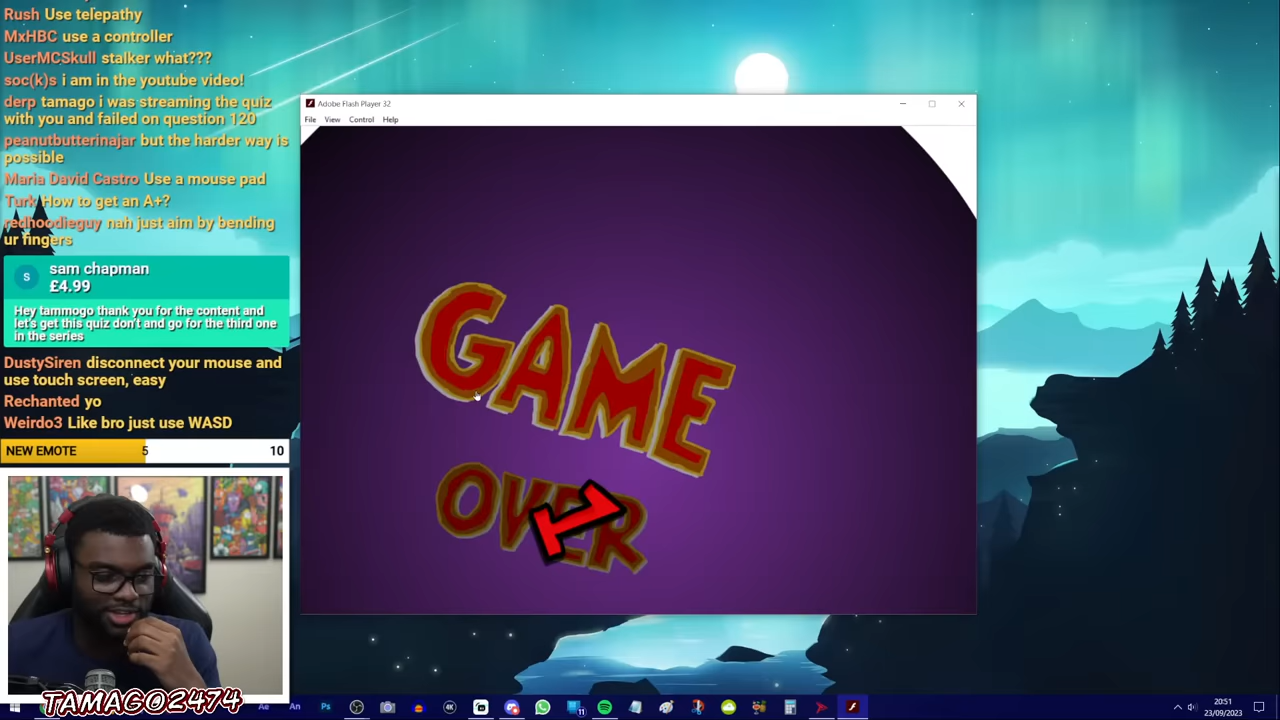 Rush Use telepathy
MxHBC use a controller
UserMCSkull stalker what???
soc(k)s i am in the youtube video!
derp tamago i was streaming the quiz
with you and failed on question 120
peanutbutterinajar but the harder way is
possible
Maria David Castro Use a mouse pad
Turk How to get an A+?
redhoodieguy nah just aim by bending
ur fingers
S
sam chapman
£4.99
Hey tammogo thank you for the content and
let's get this quiz don't and go for the third one
in the series
DustySiren disconnect your mouse and
use touch screen, easy
Rechanted yo
Weirdo3 Like bro just use WASD
NEW EMOTE 5 10
TAMAGO2474
Adobe Flash Player 32
File View Control Help
GAME
OVER
1
Ae An Ps 4K 11
20:51
23/09/2023